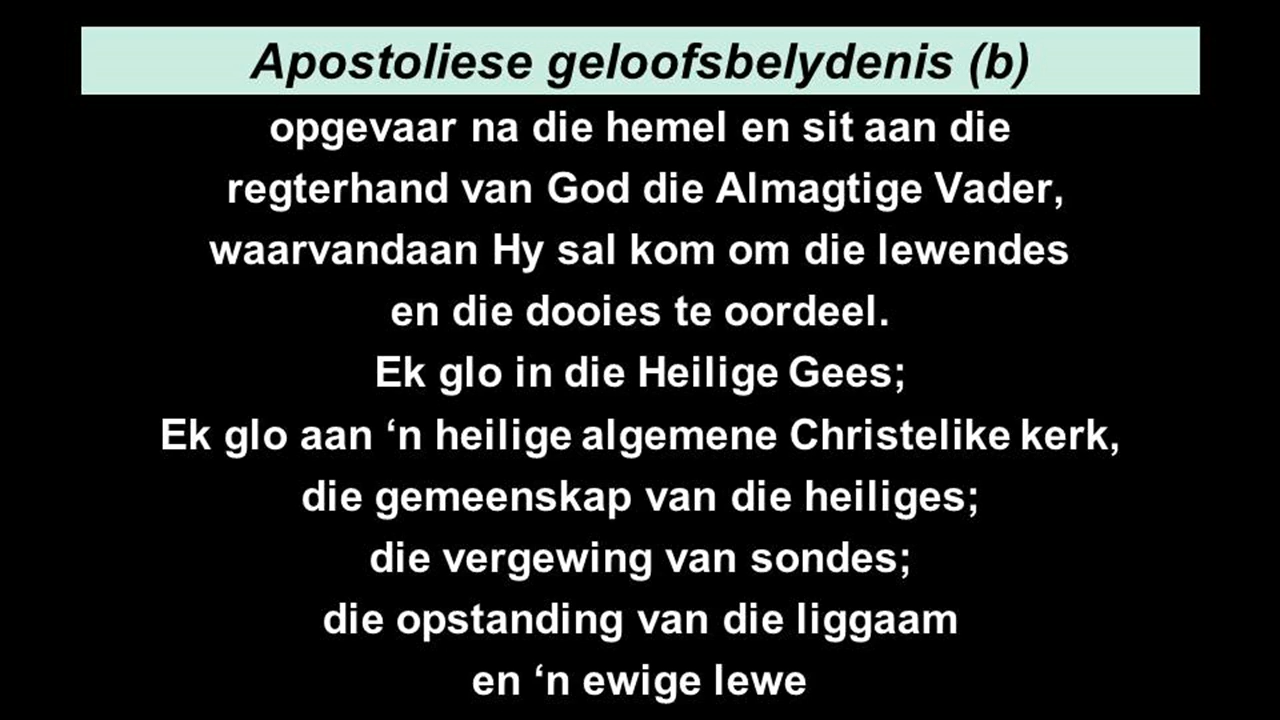 Apostoliese geloofsbelydenis (b)
opgevaar na die hemel en sit aan die
regterhand van God die Almagtige Vader,
waarvandaan Hy sal kom om die lewendes
en die dooies te oordeel.
Ek glo in die Heilige Gees;
Ek glo aan ‘n heilige algemene Christelike kerk,
die gemeenskap van die heiliges;
die vergewing van sondes;
die opstanding van die liggaam
en ‘n ewige lewe